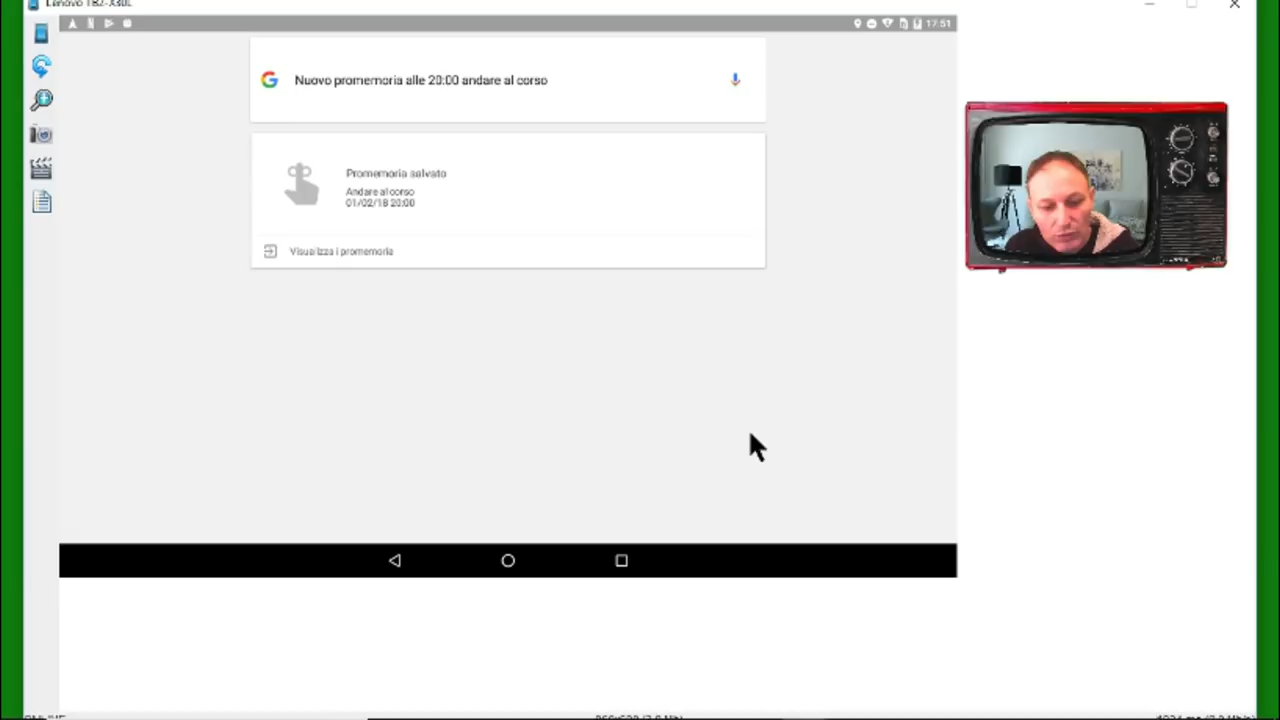 Lenovo TB2-X30L
17:51
Nuovo promemoria alle 20:00 andare al corso
Promemoria salvato
Andare al corso
01/02/18 20:00
Visualizza i promemoria